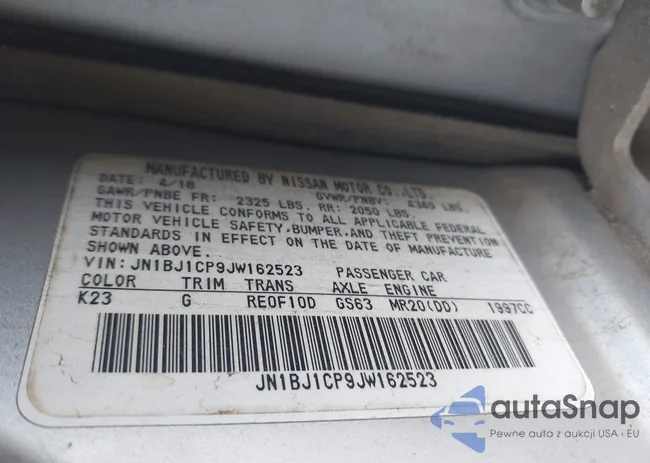 MANUFACTURED BY NISSAN MOTOR CO.,LTD.
DATE: 4/18 GVWR/PNBV: 4360 LBS.
GAWR/PNBE FR: 2325 LBS. RR: 2050 LBS.
THIS VEHICLE CONFORMS TO ALL APPLICABLE FEDERAL
MOTOR VEHICLE SAFETY,BUMPER,AND THEFT PREVENTION
STANDARDS IN EFFECT ON THE DATE OF MANUFACTURE
SHOWN ABOVE.
VIN:JN1BJ1CP9JW162523 PASSENGER CAR
COLOR TRIM TRANS AXLE ENGINE
K23 G RE0F10D GS63 MR20(DD) 1997CC
JN1BJ1CP9JW162523
autaSnap
Pewne auta z aukcji USA i EU